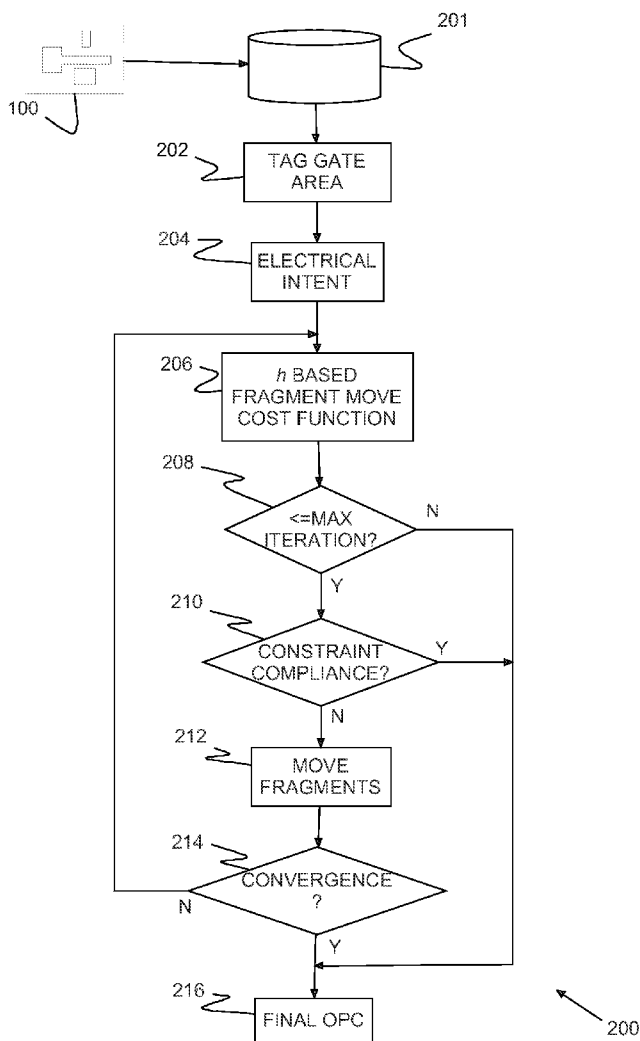 201
100
202
TAG GATE
AREA
204
ELECTRICAL
INTENT
206
h BASED
FRAGMENT MOVE
COST FUNCTION
208
<=MAX
ITERATION?
N
Y
210
CONSTRAINT
COMPLIANCE?
Y
N
212
MOVE
FRAGMENTS
214
CONVERGENCE
?
N
Y
216
FINAL OPC
200